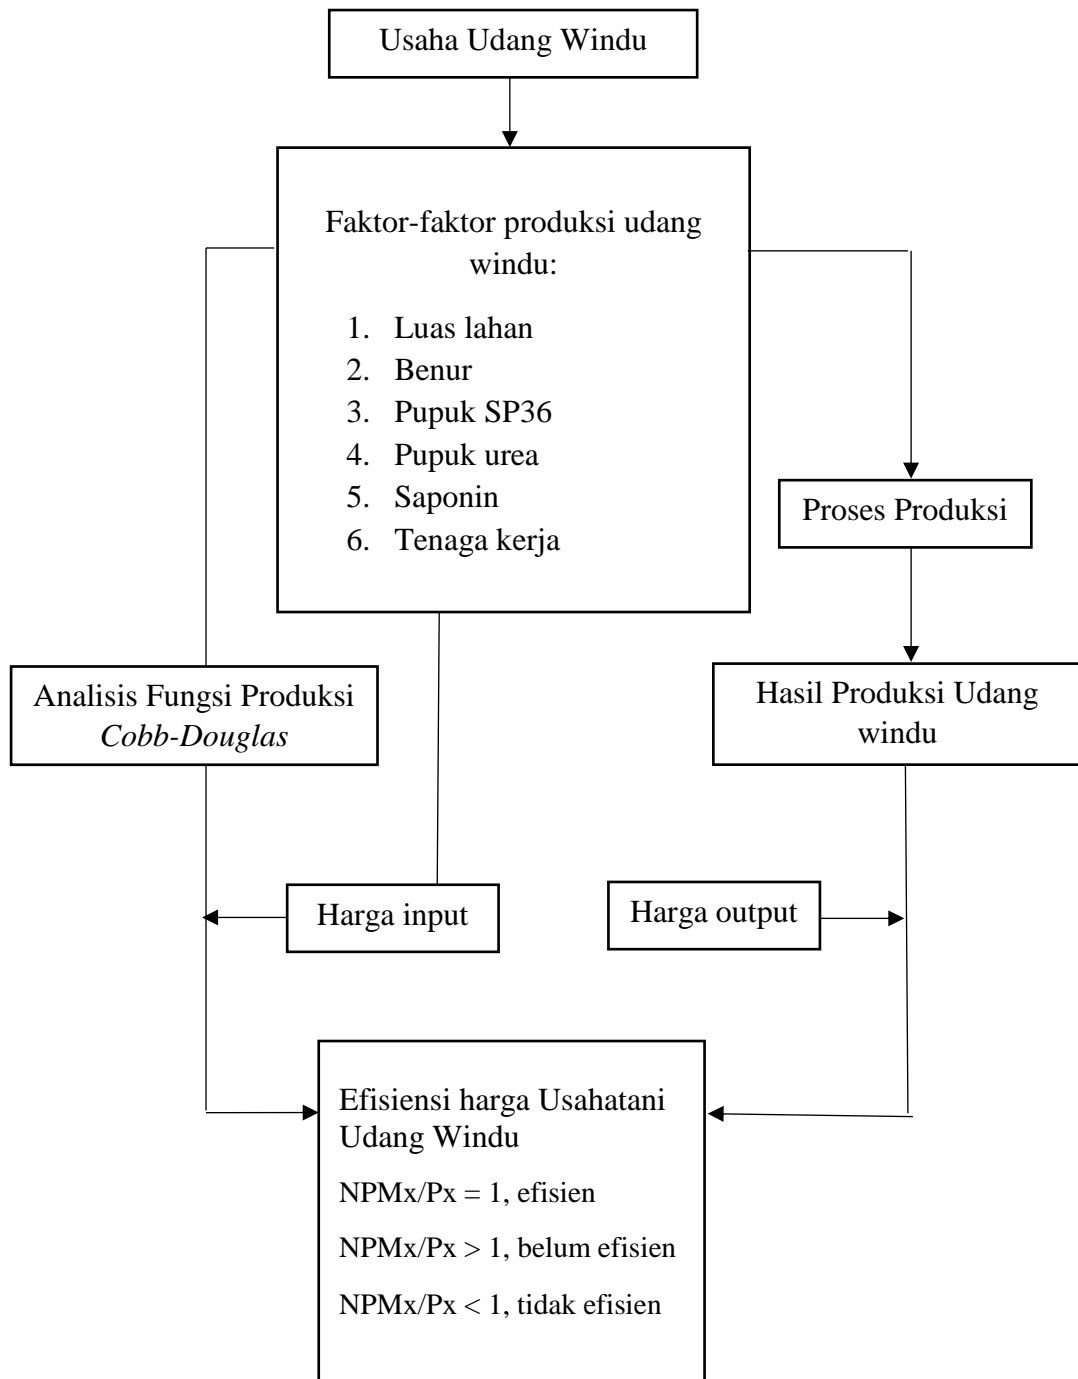 Usaha Udang Windu
Faktor-faktor produksi udang
windu:
1. Luas lahan
2. Benur
3. Pupuk SP36
4. Pupuk urea
5. Saponin
6. Tenaga kerja
Proses Produksi
Analisis Fungsi Produksi
Cobb-Douglas
Hasil Produksi Udang
windu
Harga input
Harga output
Efisiensi harga Usahatani
Udang Windu
NPMx/Px = 1, efisien
NPMx/Px > 1, belum efisien
NPMx/Px < 1, tidak efisien